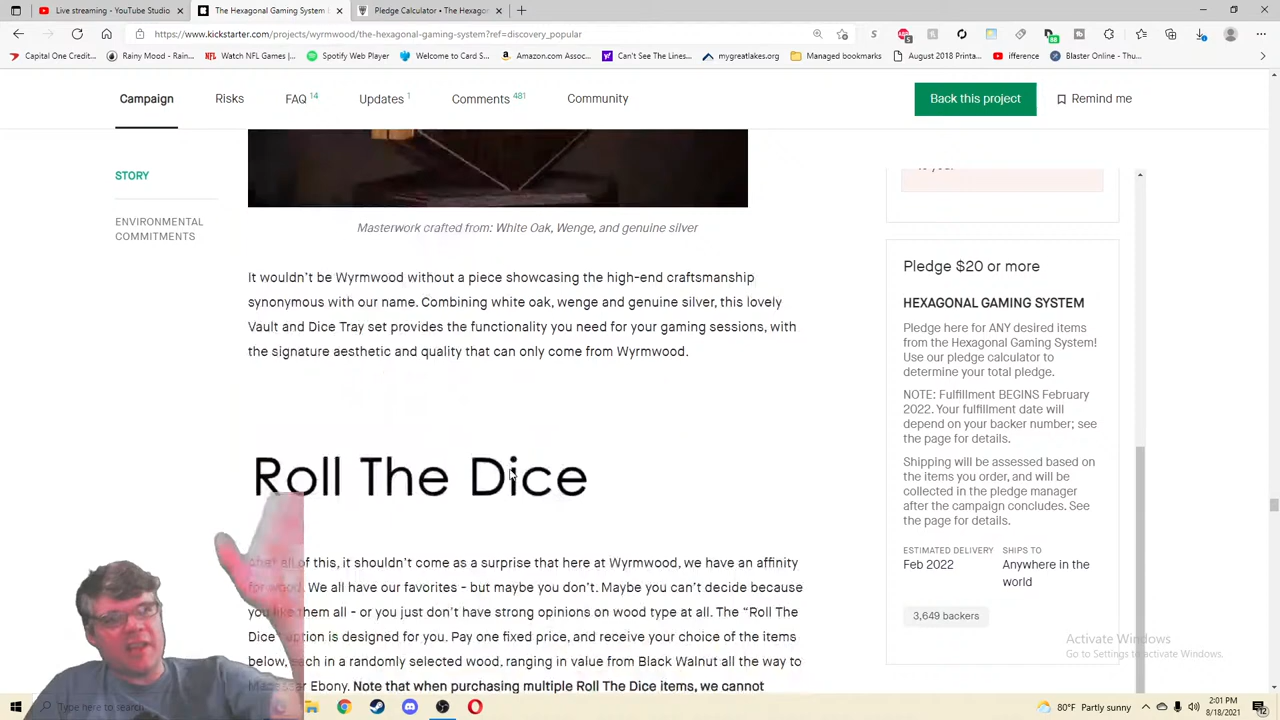 Live streaming - YouTube Studio
The Hexagonal Gaming System
Pledge Calculator • The Hexagon
https://www.kickstarter.com/projects/wyrmwood/the-hexagonal-gaming-system?ref=discovery_popular
88
Capital One Credit...
Rainy Mood - Watch
NFL Games |
Spotify Web Player
Welcome to Card S...
Amazon.com Assoc...
Can't See The Lines...
mygreatlakes.org
Managed bookmarks
August 2018 Printa...
ifference
Blaster Online - Thu...
Campaign
Risks
FAQ 14
Updates 1
Comments 481
Community
Back this project
Remind me
STORY
ENVIRONMENTAL
COMMITMENTS
Masterwork crafted from: White Oak, Wenge, and genuine silver
It wouldn't be Wyrmwood without a piece showcasing the high-end craftsmanship
synonymous with our name. Combining white oak, wenge and genuine silver, this lovely
Vault and Dice Tray set provides the functionality you need for your gaming sessions, with
the signature aesthetic and quality that can only come from Wyrmwood.
Roll The Dice
all of this, it shouldn't come as a surprise that here at Wyrmwood, we have an affinity
We all have our favorites - but maybe you don't. Maybe you can't decide because
you like them all - or you just don't have strong opinions on wood type at all. The "Roll The
Dice" option is designed for you. Pay one fixed price, and receive your choice of the items
below, each in a randomly selected wood, ranging in value from Black Walnut all the way to
Ebony. Note that when purchasing multiple Roll The Dice items, we cannot
Pledge $20 or more
HEXAGONAL GAMING SYSTEM
Pledge here for ANY desired items
from the Hexagonal Gaming System!
Use our pledge calculator to
determine your total pledge.
NOTE: Fulfillment BEGINS February
2022. Your fulfillment date will
depend on your backer number; see
the page for details.
Shipping will be assessed based on
the items you order, and will be
collected in the pledge manager
after the campaign concludes. See
the page for details.
ESTIMATED DELIVERY
Feb 2022
SHIPS TO
Anywhere in the
world
3,649 backers
Activate Windows
Go to Settings to activate Windows.
Type here to search
80°F Partly sunny
2:01 PM
8/18/2021